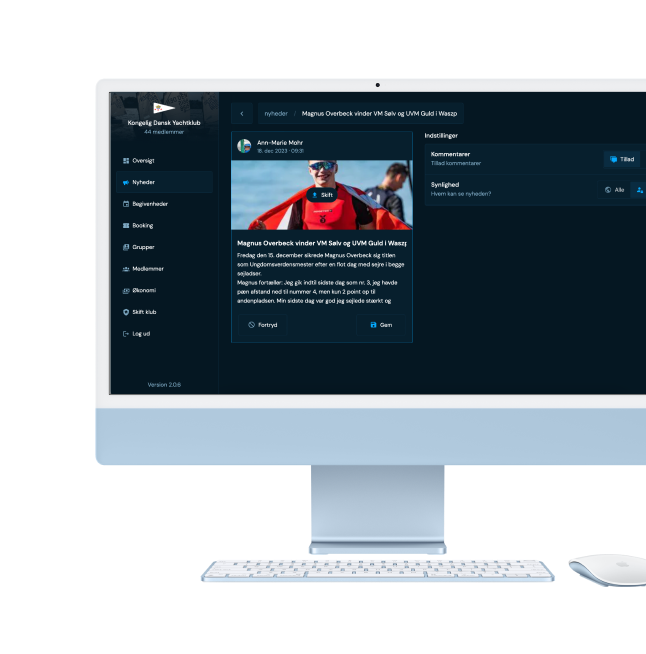 Kongelig Dansk Yachtklub
44 medlemmer
Oversigt
Nyheder
Begivenheder
Booking
Grupper
Medlemmer
Økonomi
Skift klub
Log ud
Version 2.0.6
nyheder / Magnus Overbeck vinder VM Sølv og UVM Guld i Waszp
Ann-Marie Mohr
16. dec 2023 · 09:31
Skift
Magnus Overbeck vinder VM Sølv og UVM Guld i Waszp
Fredag den 15. december sikrede Magnus Overbeck sig titlen
som Ungdomsverdensmester efter en flot dag med sejre i begge
sejladser.
Magnus fortæller: Jeg gik indtil sidste dag som nr. 3, jeg havde
pæn afstand ned til nummer 4, men kun 2 point op til
andenpladsen. Min sidste dag var god jeg sejlede stærkt og
Fortryd
Gem
Indstillinger
Kommentarer
Tillad kommentarer
Tillad
Synlighed
Hvem kan se nyheden?
Alle